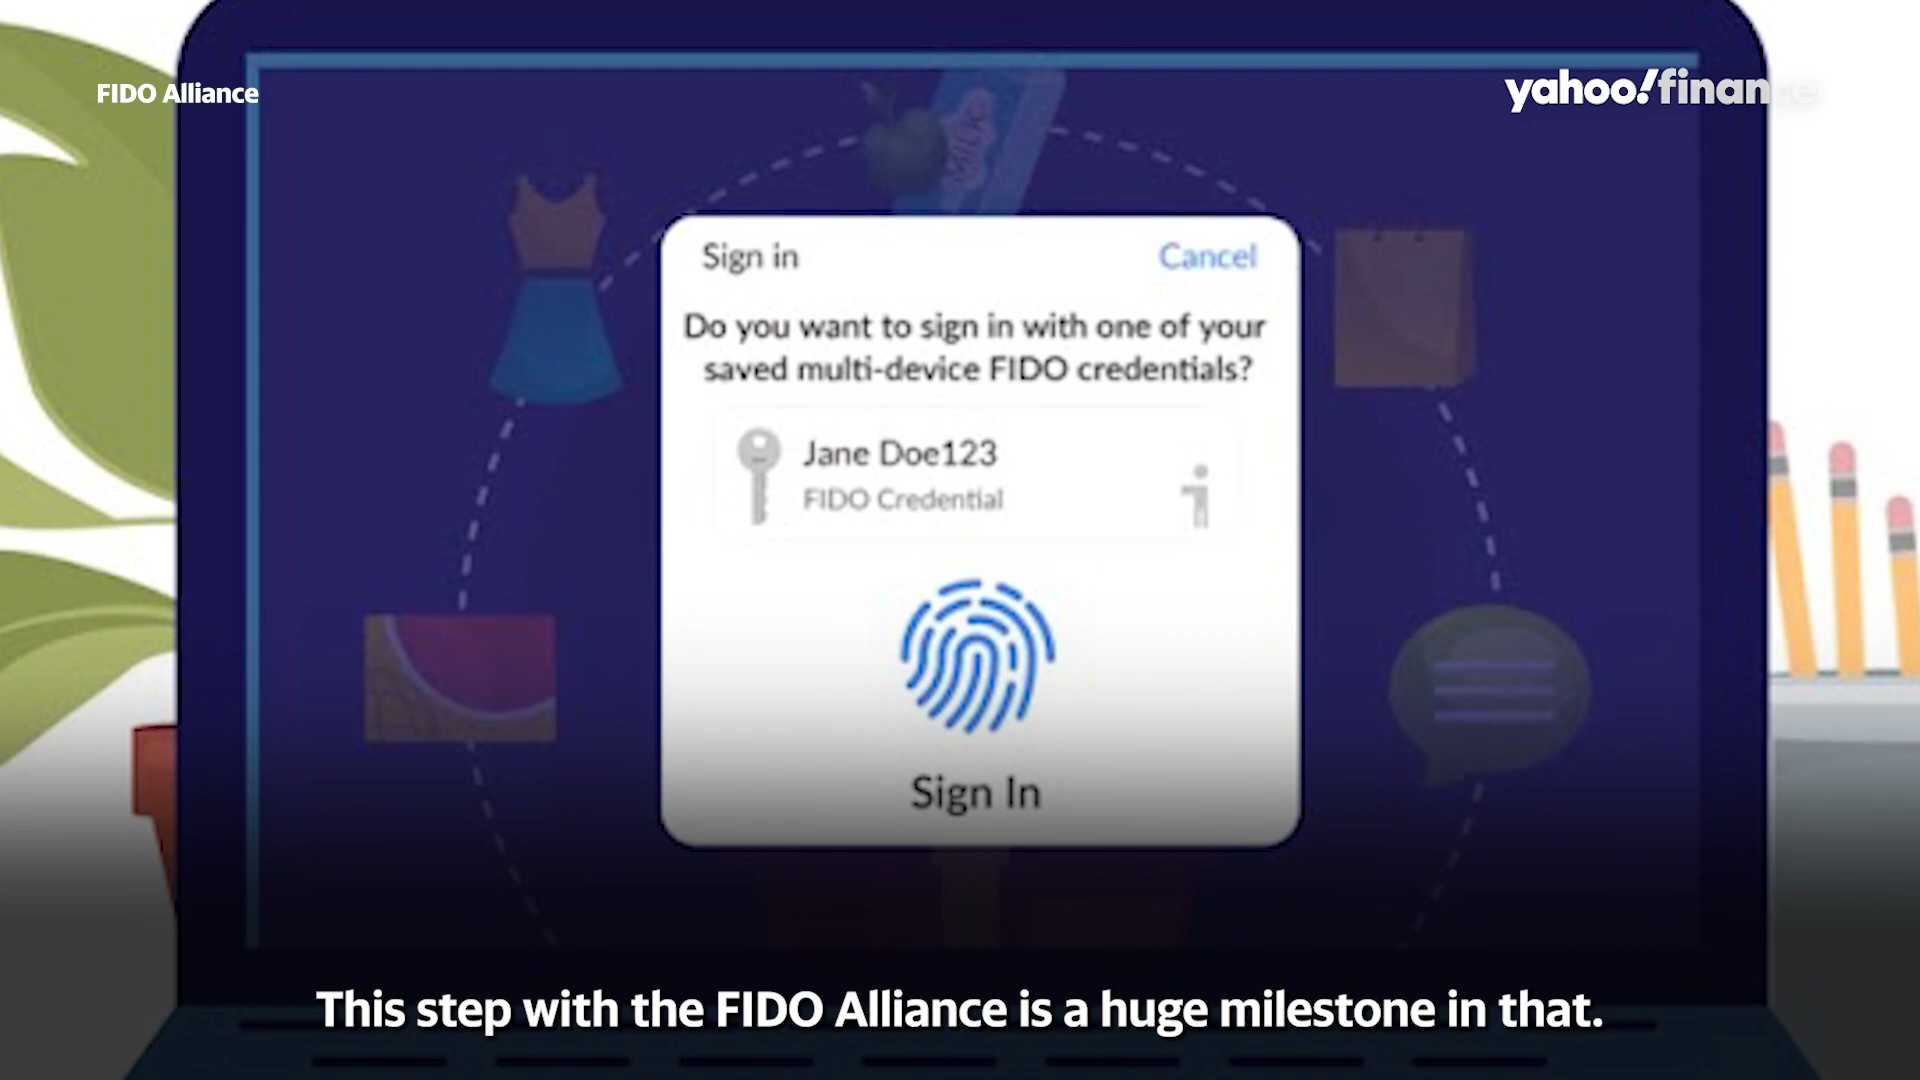 FIDO Alliance
yahoo!finance
MILK
Sign in
Cancel
Do you want to sign in with one of your
saved multi-device FIDO credentials?
Jane Doe123
FIDO Credential
i
Sign In
This step with the FIDO Alliance is a huge milestone in that.